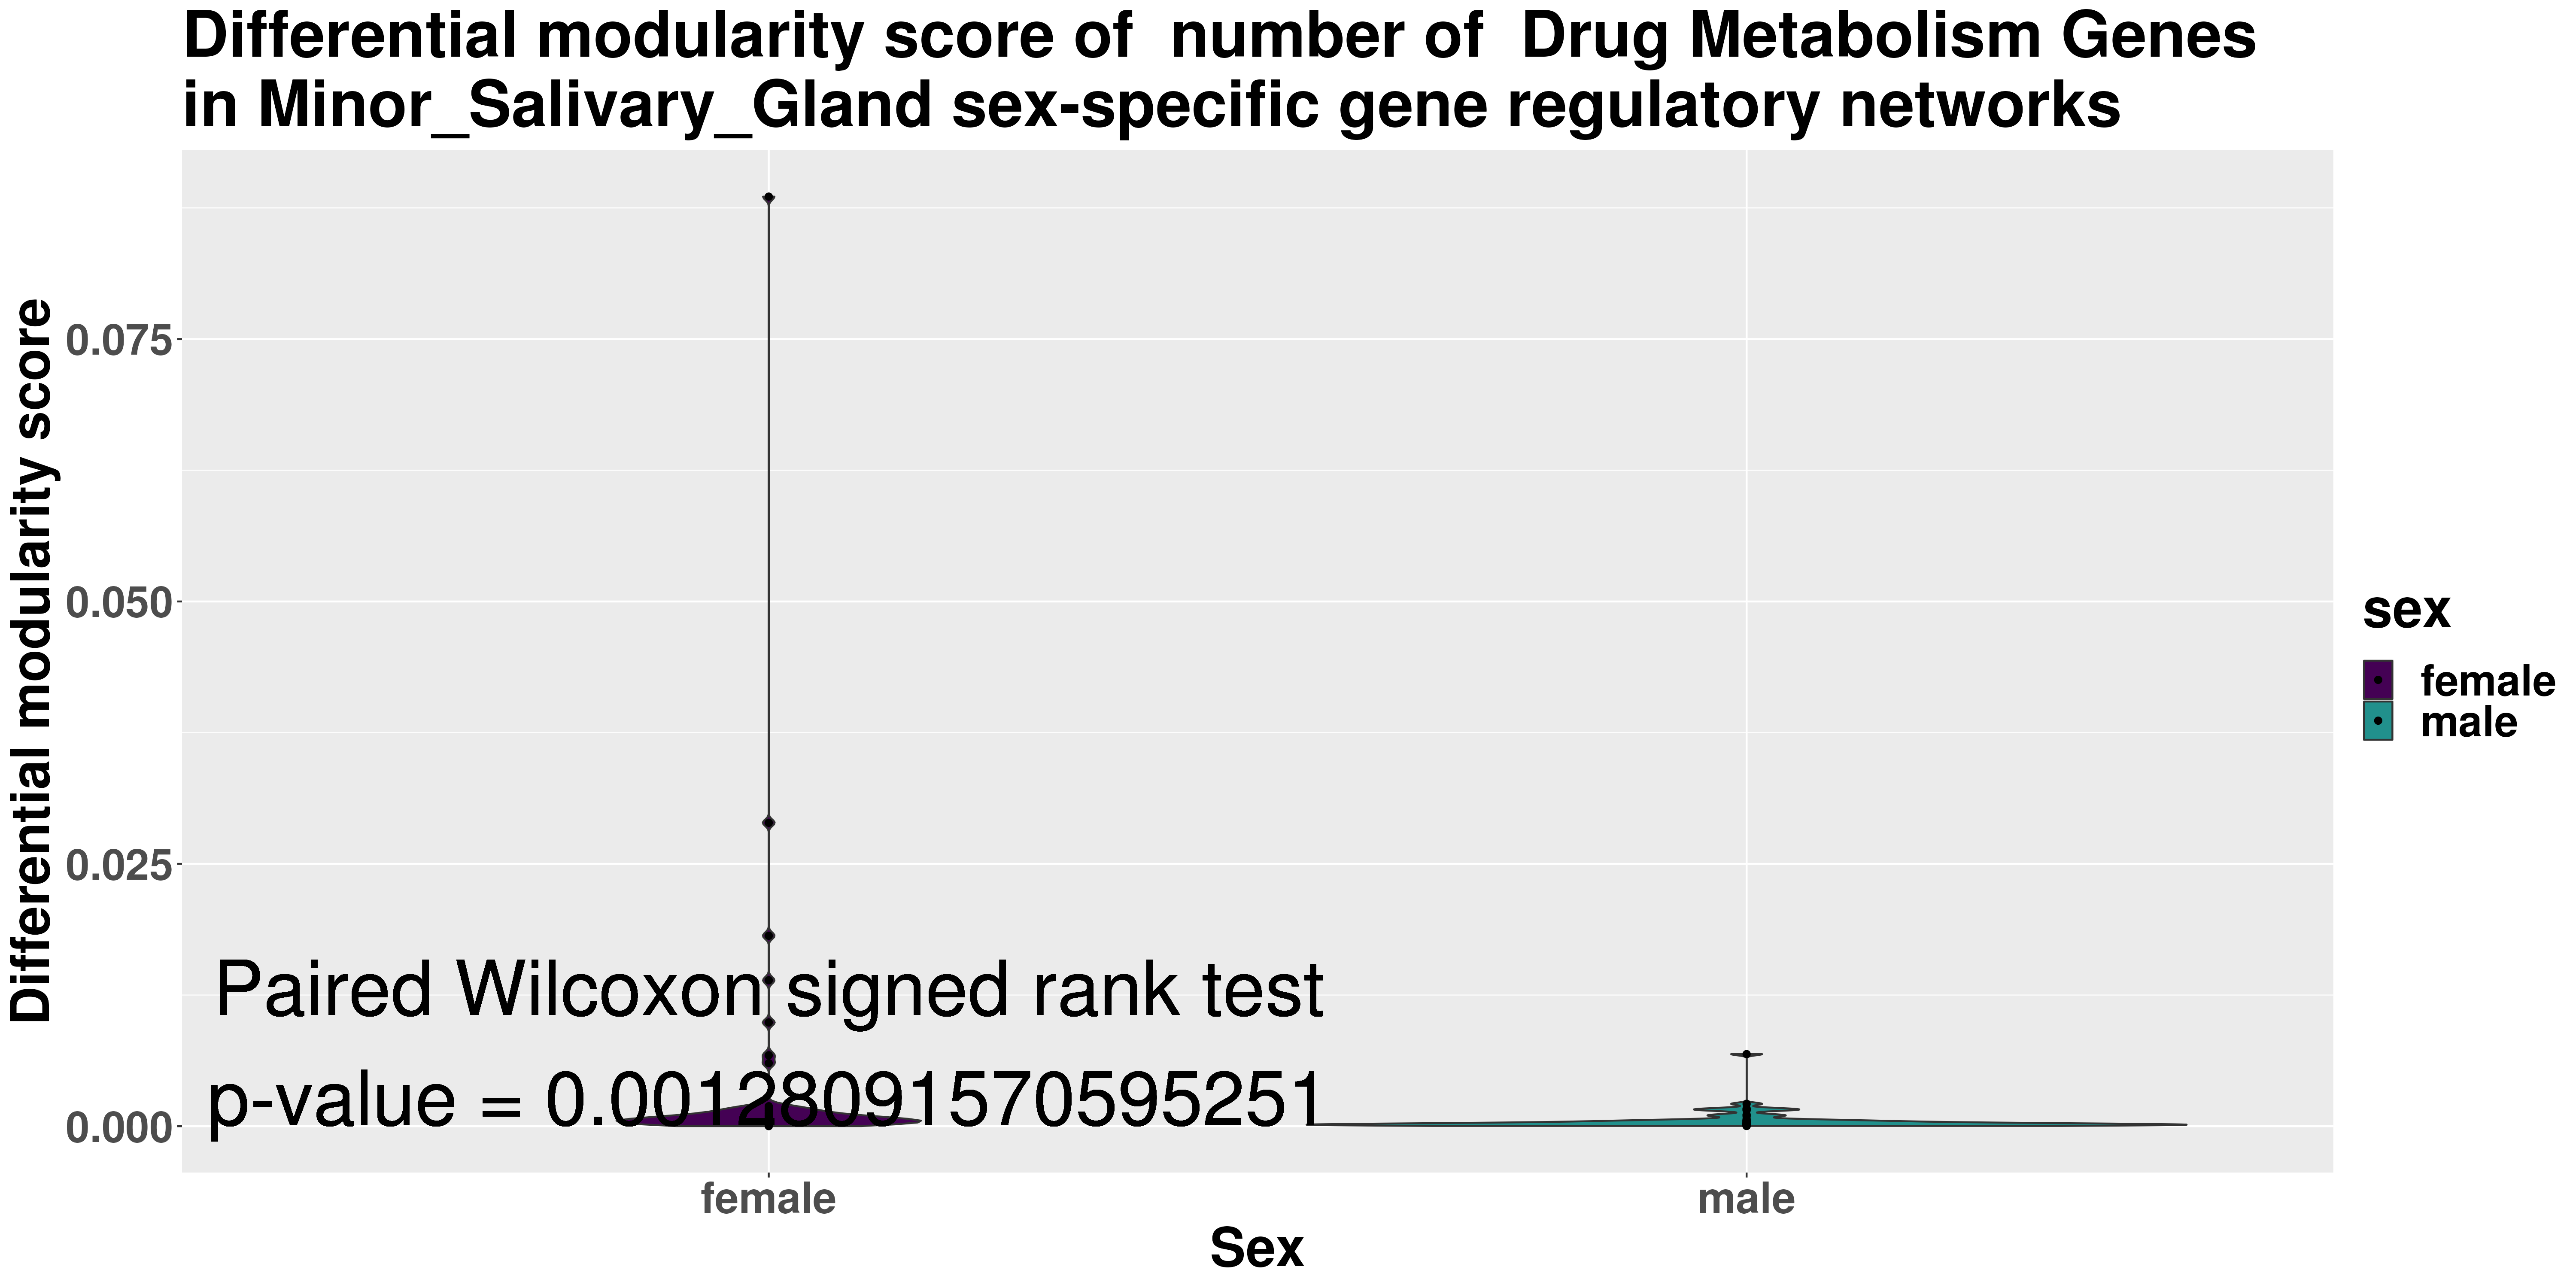 Differential modularity score of  number of  Drug Metabolism Genes
in Minor_Salivary_Gland sex-specific gene regulatory networks
Differential modularity score
0.075
0.050
0.025
0.000
Paired Wilcoxon signed rank test
p-value = 0.00128091570595251
female
male
Sex
sex
female
male